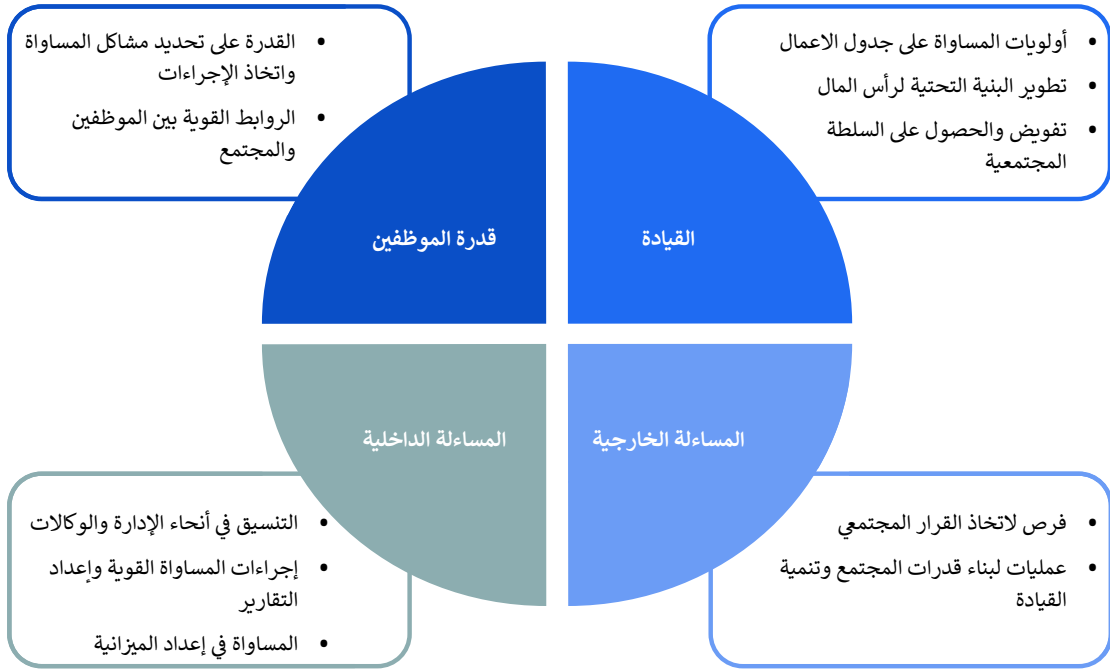 • أولويات المساواة على جدول الاعمال
• تطوير البنية التحتية لرأس المال
• تفويض والحصول على السلطة
المجتمعية
• القدرة على تحديد مشاكل المساواة
واتخاذ الإجراءات
• الروابط القوية بين الموظفين
والمجتمع
القيادة
قدرة الموظفين
المساءلة الخارجية
المساءلة الداخلية
• فرص لاتخاذ القرار المجتمعي
• عمليات لبناء قدرات المجتمع وتنمية
القيادة
• التنسيق في أنحاء الإدارة والوكالات
• إجراءات المساواة القوية وإعداد
التقارير
• المساواة في إعداد الميزانية